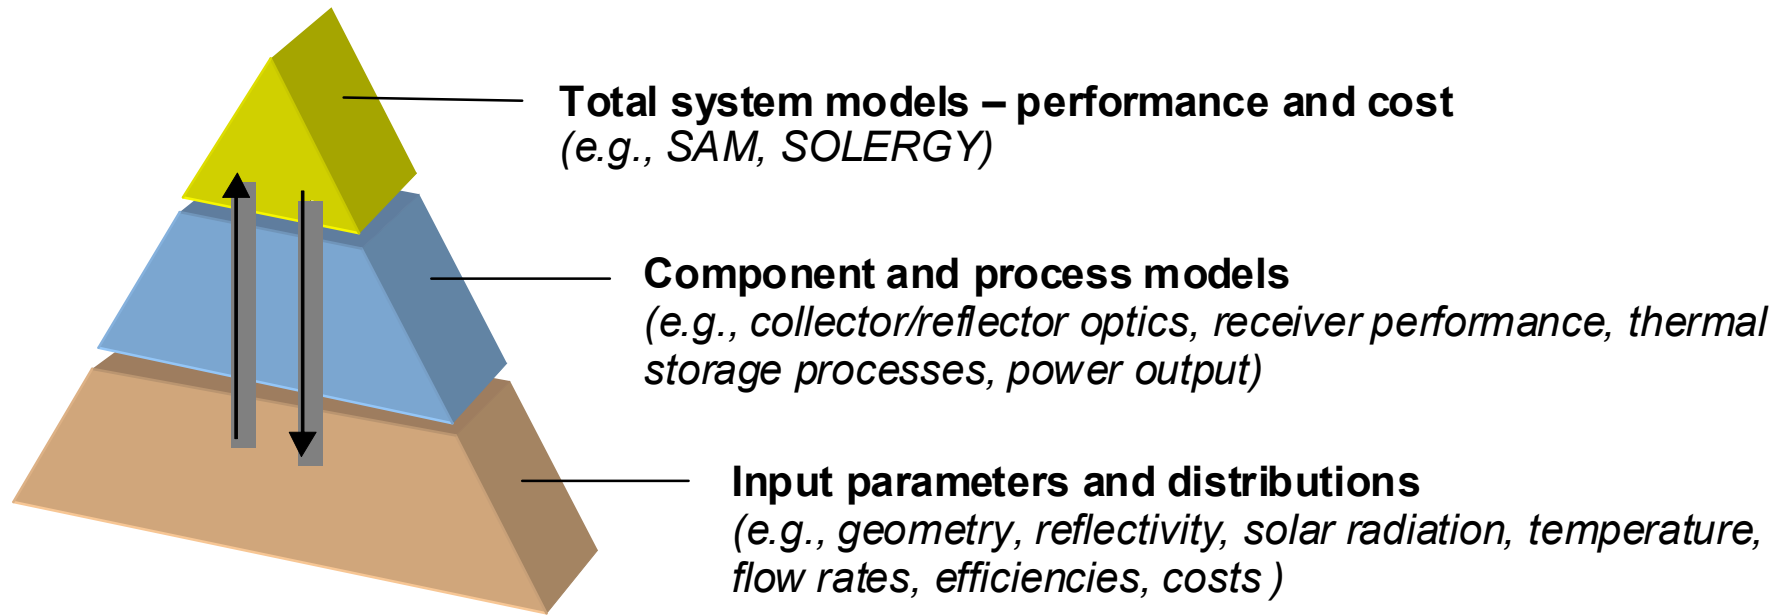 Total system models – performance and cost
(e.g., SAM, SOLERGY)
Component and process models
(e.g., collector/reflector optics, receiver performance, thermal
storage processes, power output)
Input parameters and distributions
(e.g., geometry, reflectivity, solar radiation, temperature,
flow rates, efficiencies, costs )